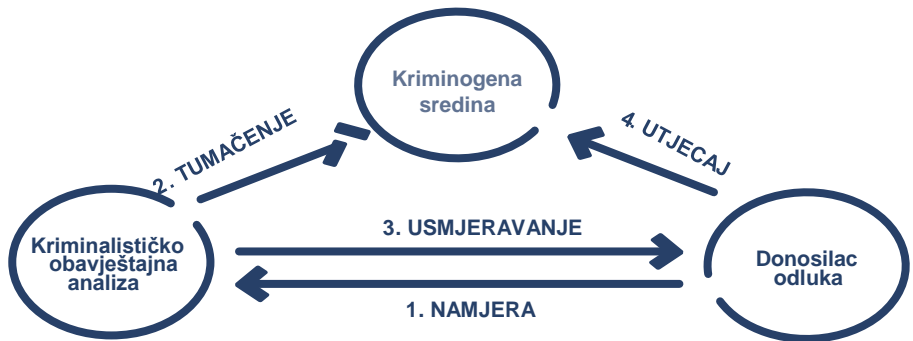 Kriminogena
sredina
2. TUMAČENJE
4. UTJECAJ
Kriminalističko
obavještajna
analiza
3. USMJERAVANJE
Donosilac
odluka
1. NAMJERA